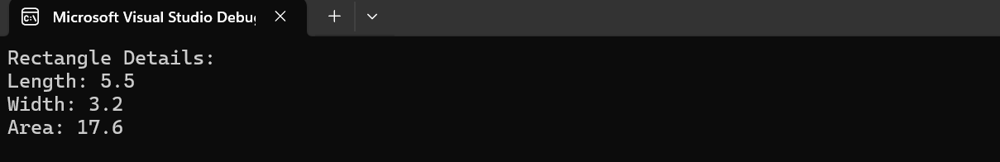 Microsoft Visual Studio Debu
Rectangle Details:
Length: 5.5
Width: 3.2
Area: 17.6